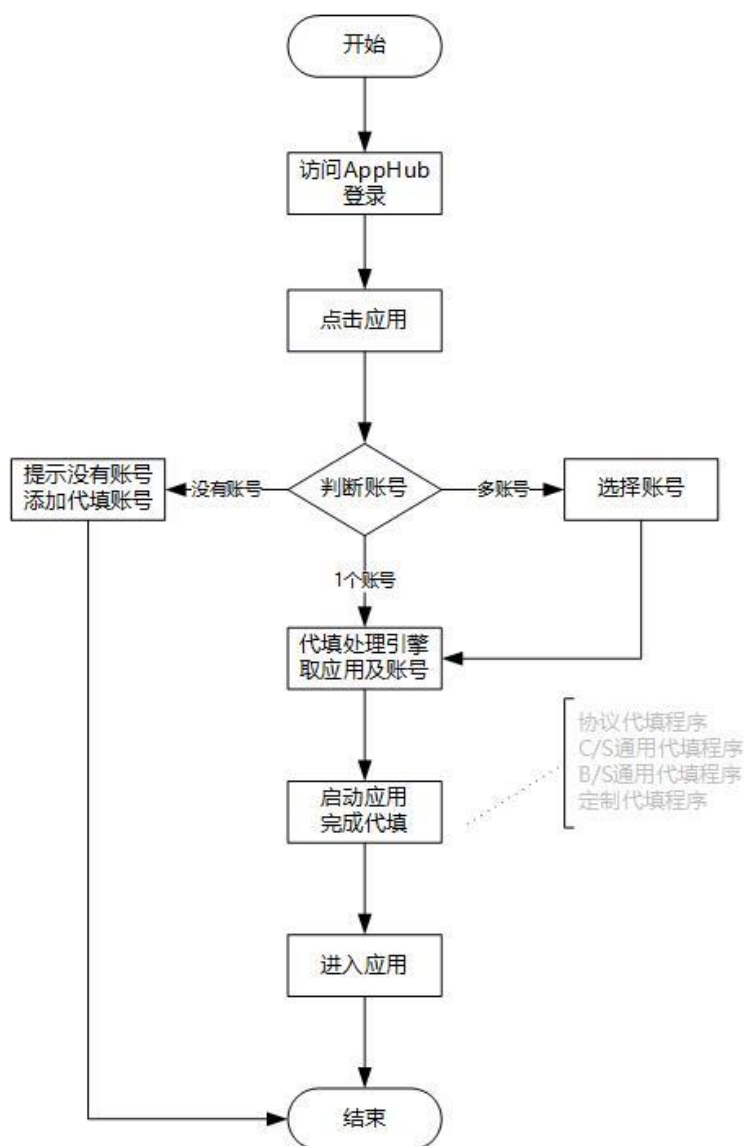 开始
访问AppHub
登录
点击应用
提示没有账号
添加代填账号
没有账号
判断账号
多账号
选择账号
1个账号
代填处理引擎
取应用及账号
协议代填程序
C/S通用代填程序
B/S通用代填程序
定制代填程序
启动应用
完成代填
进入应用
结束